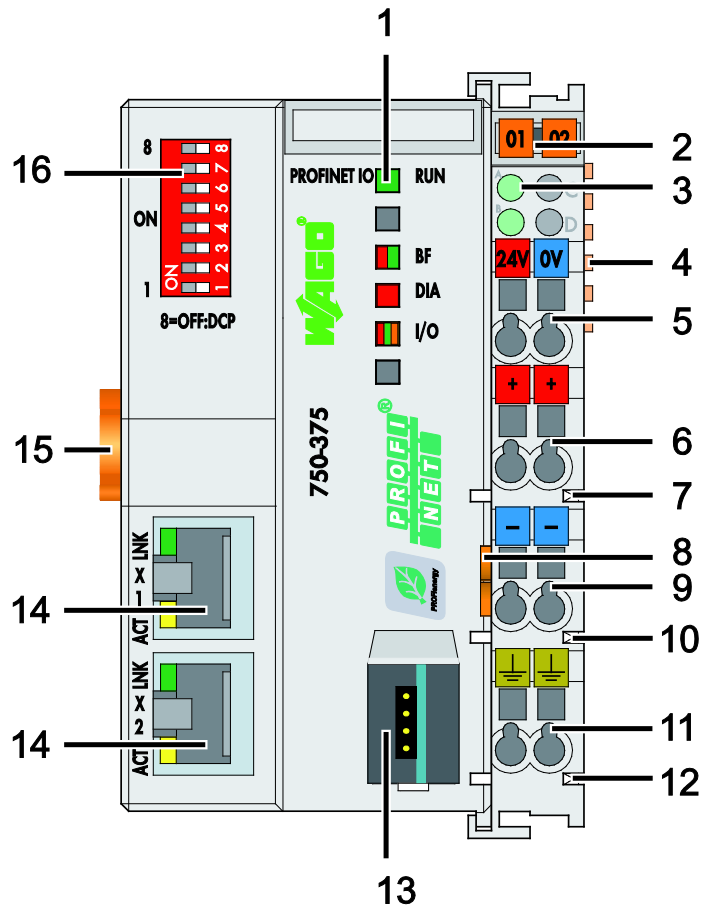 1
01 02
2
8
8
7
6
5
4
3
2
1
ON
ON
1
8=OFF:DCP
16
PROFINET IO
RUN
BF
DIA
I/O
WAGO®
750-375
PROFI®
NET
PROFIenergy
A
C
B
D
3
24V 0V
4
5
+ +
6
7
- -
8
9
10
11
12
13
15
LNK
X
1
ACT
14
LNK
X
2
ACT
14